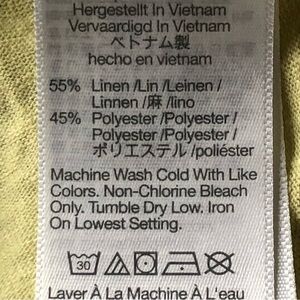 Hergestellt In Vietnam
Vervaardigd In Vietnam
ベトナム製
hecho en vietnam
55% Linen /Lin /Leinen /
Linnen /麻 /lino
45% Polyester /Polyester /
Polyester /Polyester /
ポリエステル /poliéster
Machine Wash Cold With Like
Colors. Non-Chlorine Bleach
Only. Tumble Dry Low. Iron
On Lowest Setting.
30
Laver À La Machine À L'eau